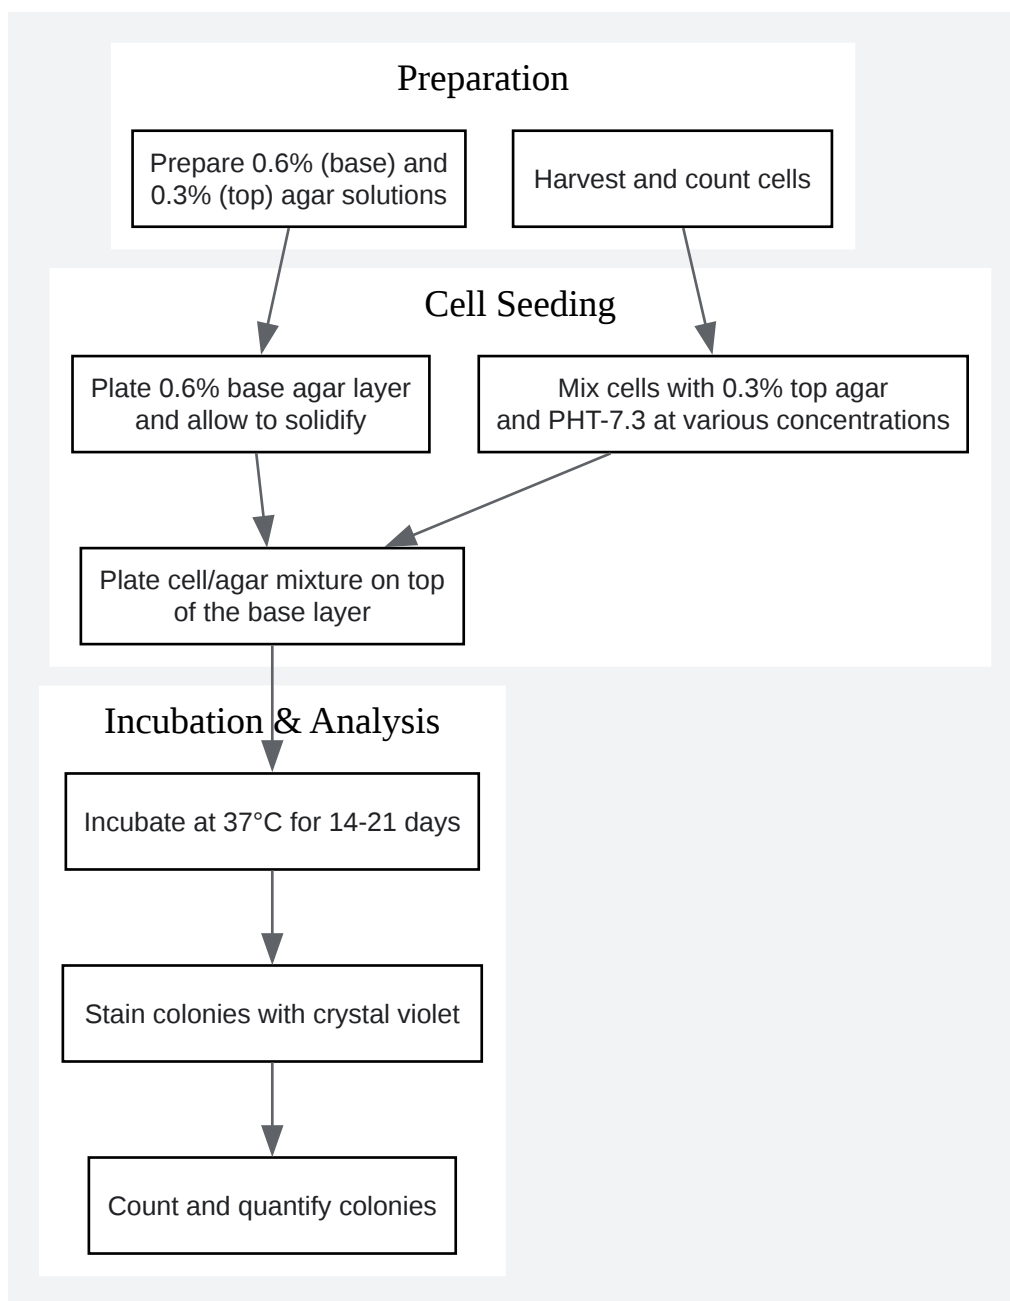 Preparation
Prepare 0.6% (base) and
0.3% (top) agar solutions
Harvest and count cells
Cell Seeding
Plate 0.6% base agar layer
and allow to solidify
Mix cells with 0.3% top agar
and PHT-7.3 at various concentrations
Plate cell/agar mixture on top
of the base layer
Incubation & Analysis
Incubate at 37°C for 14-21 days
Stain colonies with crystal violet
Count and quantify colonies